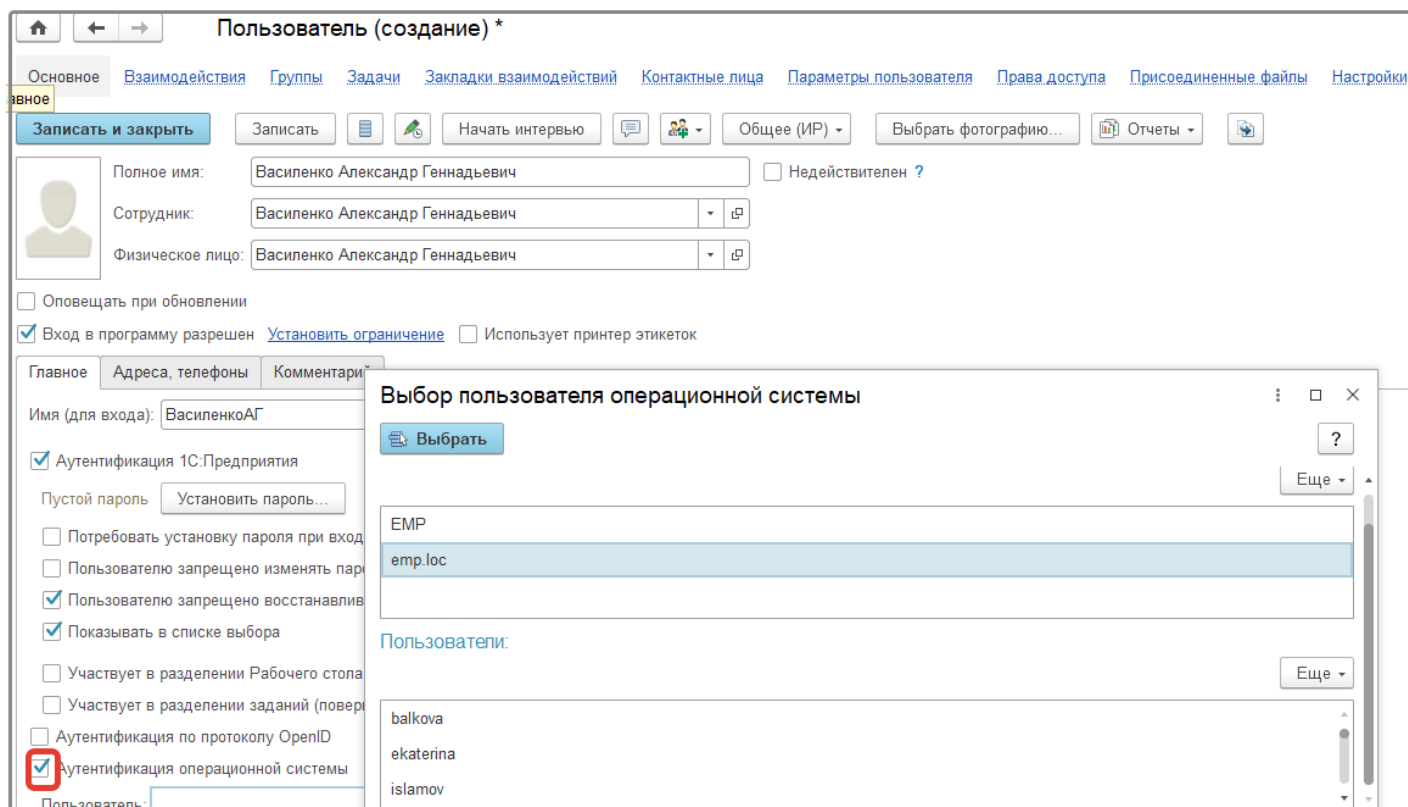 Пользователь (создание) *
Основное Взаимодействия Группы Задачи Закладки взаимодействий Контактные лица Параметры пользователя Права доступа Присоединенные файлы Настройки
авное
Записать и закрыть Записать Начать интервью Общее (ИР) Выбрать фотографию... Отчеты
Полное имя: Василенко Александр Геннадьевич Недействителен ?
Сотрудник: Василенко Александр Геннадьевич
Физическое лицо: Василенко Александр Геннадьевич
Оповещать при обновлении
Вход в программу разрешен Установить ограничение Использует принтер этикеток
Главное Адреса, телефоны Комментарий
Выбор пользователя операционной системы
Имя (для входа): ВасиленкоАГ
Выбрать ?
Аутентификация 1С:Предприятия
Еще
Пустой пароль Установить пароль...
EMP
Потребовать установку пароля при вход
emp.loc
Пользователю запрещено изменять пар
Пользователю запрещено восстанавлив
Показывать в списке выбора
Пользователи:
Участвует в разделении Рабочего стола Еще
Участвует в разделении заданий (повер
balkova
Аутентификация по протоколу OpenID
ekaterina
Аутентификация операционной системы
islamov
Пользователь: